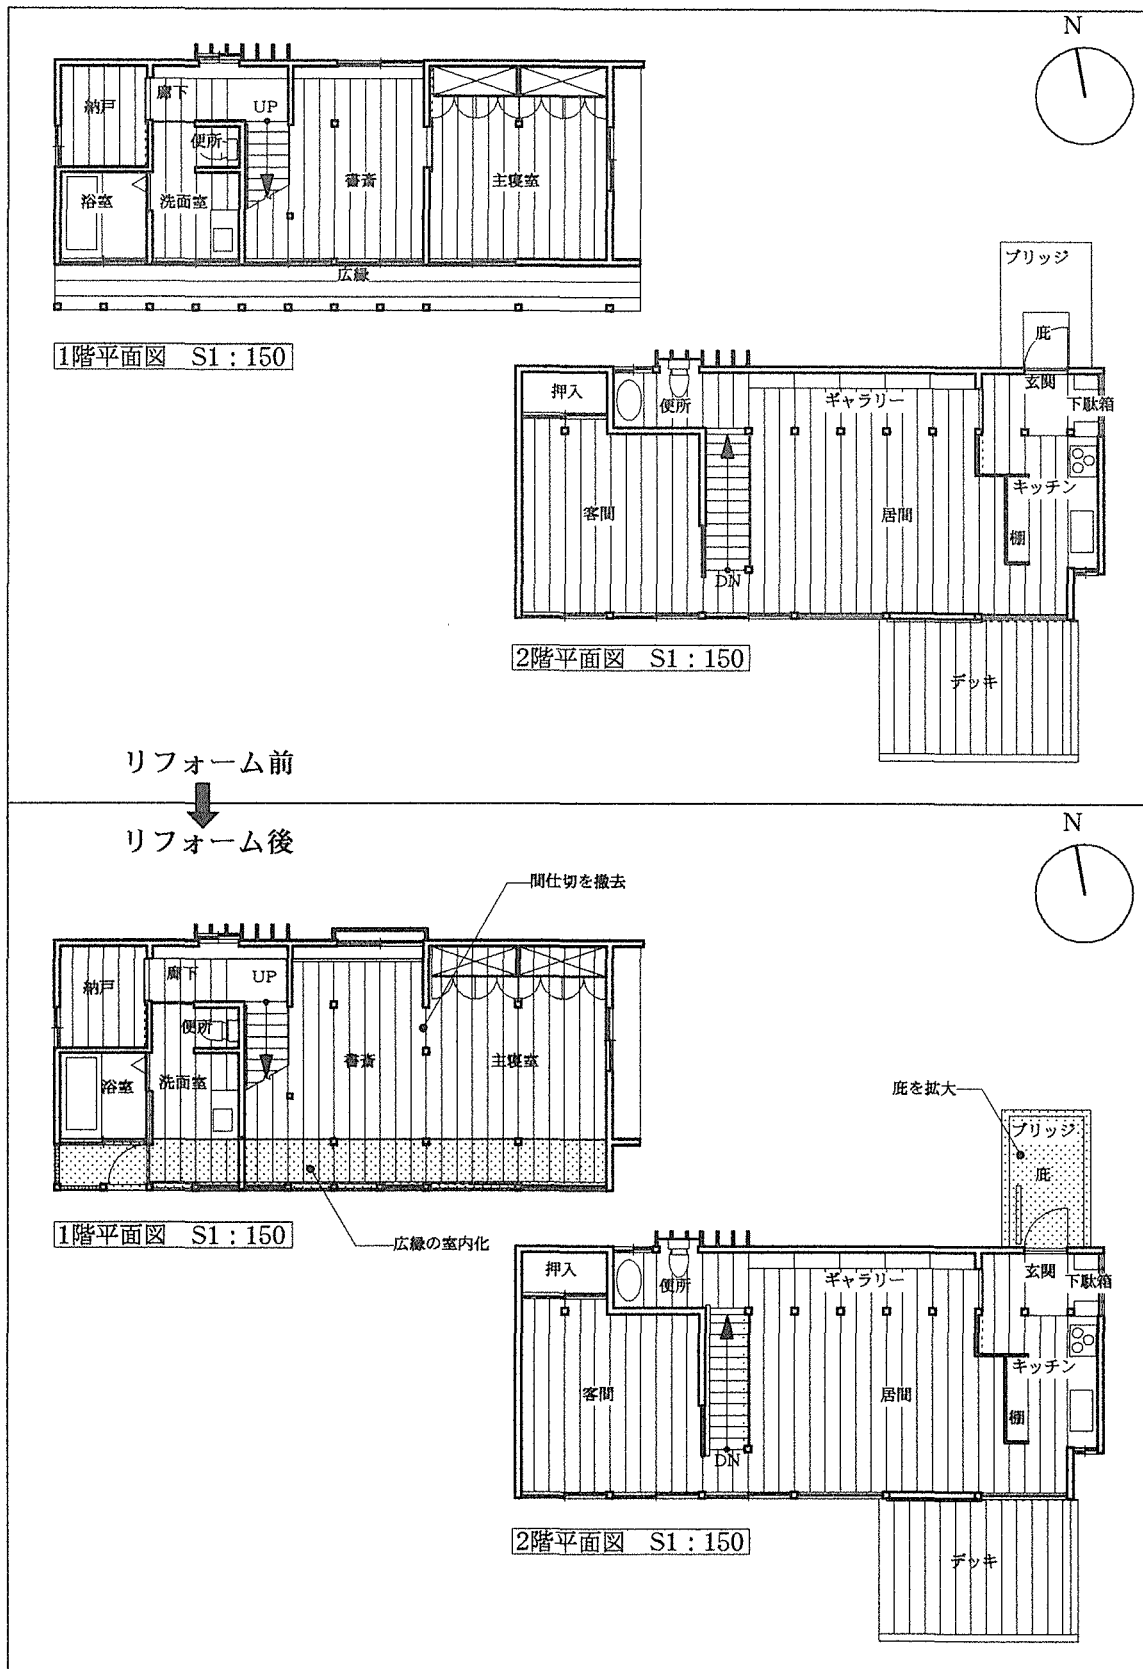 N
納戸
廊下
UP
便所
浴室
洗面室
書斎
主寝室
広縁
1階平面図 S1:150
ブリッジ
庇
押入
便所
ギャラリー
玄関
下駄箱
キッチン
客間
居間
棚
DN
2階平面図 S1:150
デッキ
リフォーム前
リフォーム後
N
間仕切を撤去
納戸
廊下
UP
便所
浴室
洗面室
書斎
主寝室
庇を拡大
ブリッジ
庇
1階平面図 S1:150
広縁の室内化
押入
便所
ギャラリー
玄関
下駄箱
キッチン
客間
居間
棚
DN
2階平面図 S1:150
デッキ